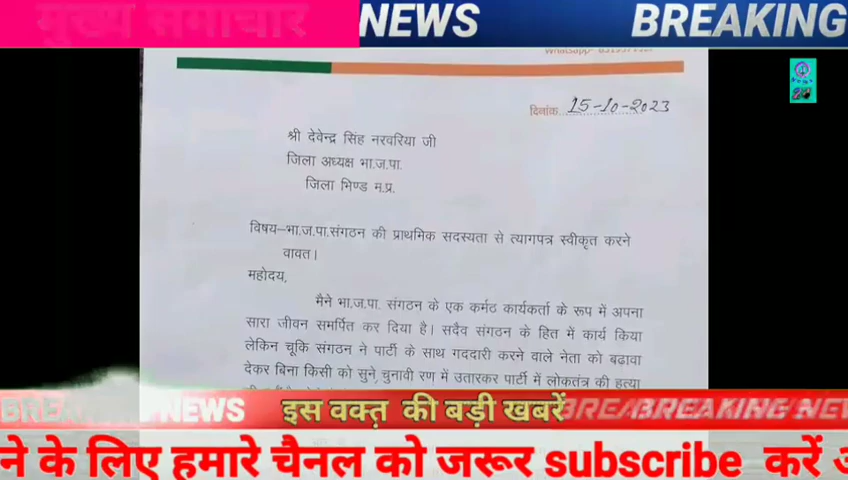 मुख्य समाचार
NEWS
BREAKING
दिनांक 15-10-2023
श्री देवेन्द्र सिंह नरवरिया जी
जिला अध्यक्ष भा.ज.पा.
जिला भिण्ड म.प्र.
विषय–भा.ज.पा.संगठन की प्राथमिक सदस्यता से त्यागपत्र स्वीकृत करने
वावत।
महोदय,
मैने भा.ज.पा. संगठन के एक कर्मठ कार्यकर्ता के रूप में अपना
सारा जीवन समर्पित कर दिया है। सदैव संगठन के हित में कार्य किया
लेकिन चूकि संगठन ने पार्टी के साथ गददारी करने वाले नेता को बढ़ावा
देकर बिना किसी को सुने चुनावी रण में उतारकर पार्टी में लोकतंत्र की हत्या
NEWS
इस वक्त़ की बड़ी खबरें
BREAKING NEW
ने के लिए हमारे चैनल को जरूर subscribe करें